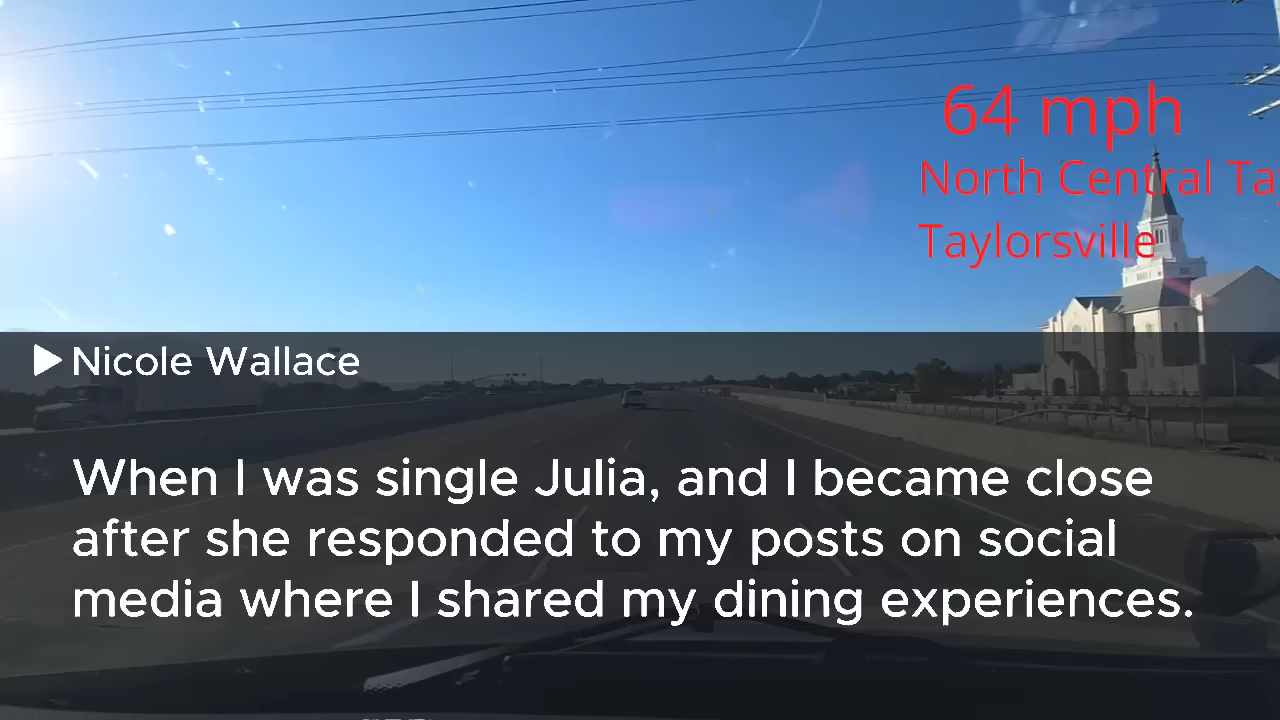 64 mph
North Central Ta
Taylorsville
Nicole Wallace
When I was single Julia, and I became close
after she responded to my posts on social
media where I shared my dining experiences.